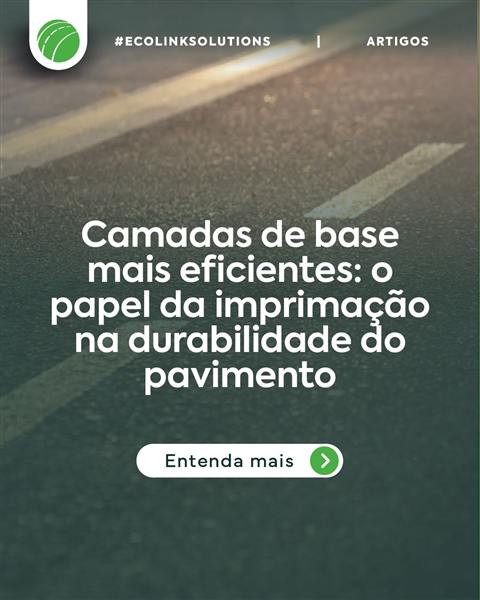 #ECOLINKSOLUTIONS | ARTIGOS
Camadas de base
mais eficientes: o
papel da imprimação
na durabilidade do
pavimento
Entenda mais